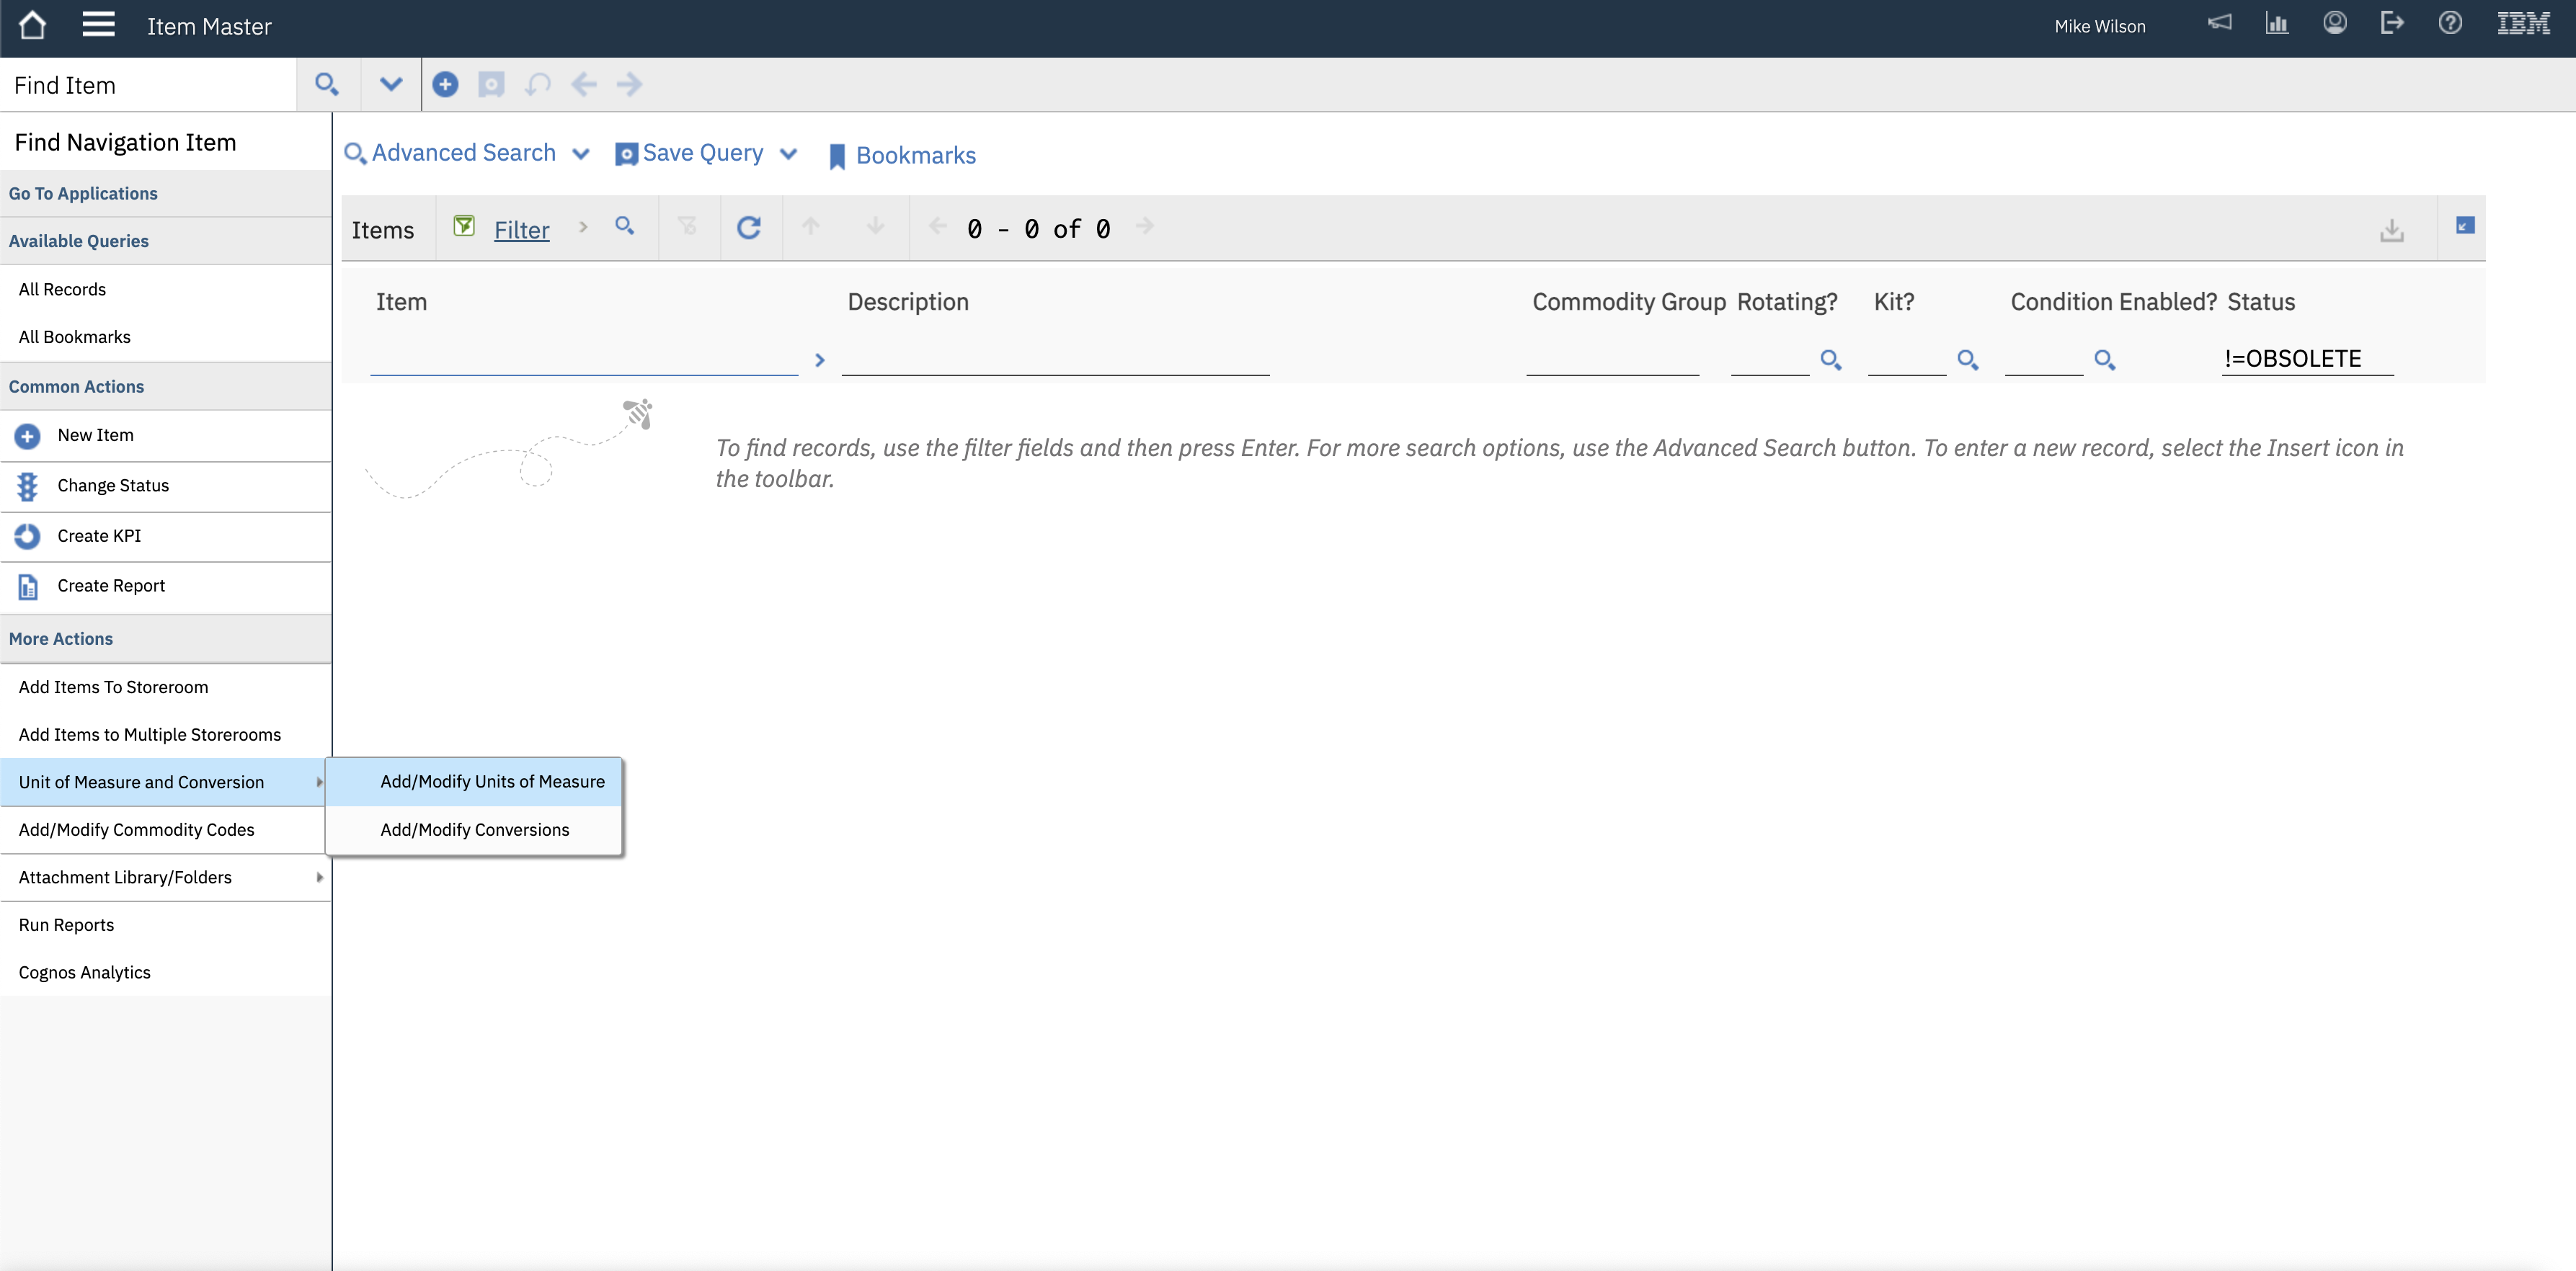 Item Master
Mike Wilson
IBM
Find Item
Find Navigation Item
Go To Applications
Available Queries
All Records
All Bookmarks
Common Actions
New Item
Change Status
Create KPI
Create Report
More Actions
Add Items To Storeroom
Add Items to Multiple Storerooms
Unit of Measure and Conversion
Add/Modify Units of Measure
Add/Modify Conversions
Add/Modify Commodity Codes
Attachment Library/Folders
Run Reports
Cognos Analytics
Advanced Search Save Query Bookmarks
Items Filter 0 - 0 of 0
Item Description Commodity Group Rotating? Kit? Condition Enabled? Status
!=OBSOLETE
To find records, use the filter fields and then press Enter. For more search options, use the Advanced Search button. To enter a new record, select the Insert icon in
the toolbar.